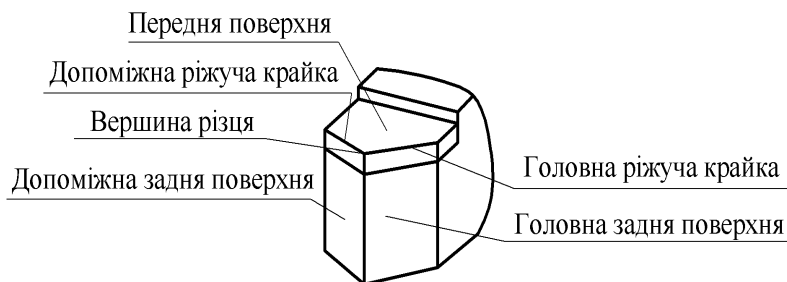 Передня поверхня
Допоміжна ріжуча крайка
Вершина різця
Допоміжна задня поверхня
Головна ріжуча крайка
Головна задня поверхня